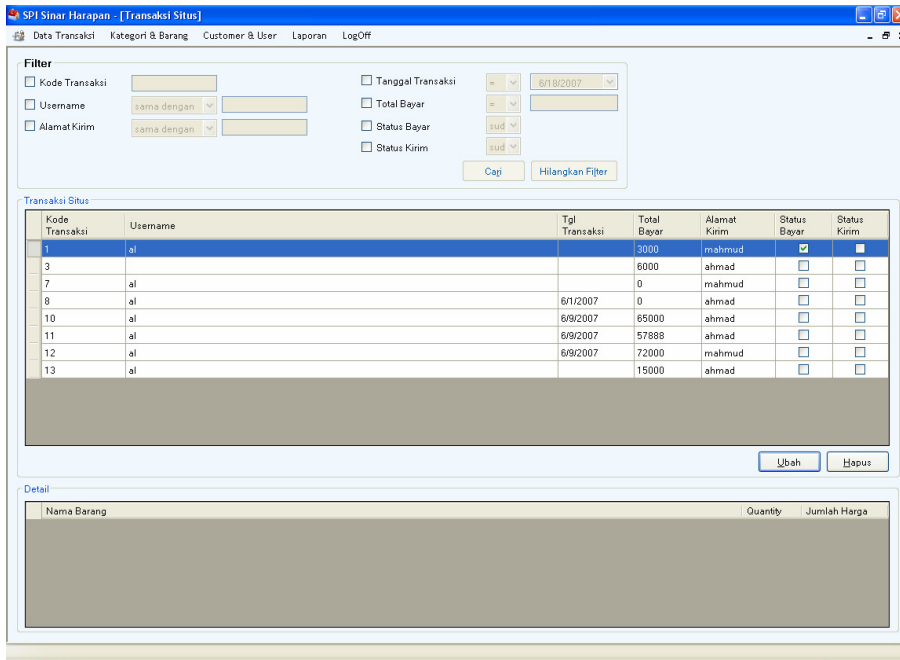 SPI Sinar Harapan - [Transaksi Situs]
Data Transaksi Kategori & Barang Customer & User Laporan LogOff
Filter
Kode Transaksi
Username sama dengan
Alamat Kirim sama dengan
Tanggal Transaksi = 6/18/2007
Total Bayar =
Status Bayar sud
Status Kirim sud
Cari Hilangkan Filter
Transaksi Situs
Kode Transaksi Username Tgl Transaksi Total Bayar Alamat Kirim Status Bayar Status Kirim
1 al 3000 mahmud
3 6000 ahmad
7 al 0 mahmud
8 al 6/1/2007 0 ahmad
10 al 6/9/2007 65000 ahmad
11 al 6/9/2007 57888 ahmad
12 al 6/9/2007 72000 mahmud
13 al 15000 ahmad
Ubah Hapus
Detail
Nama Barang Quantity Jumlah Harga